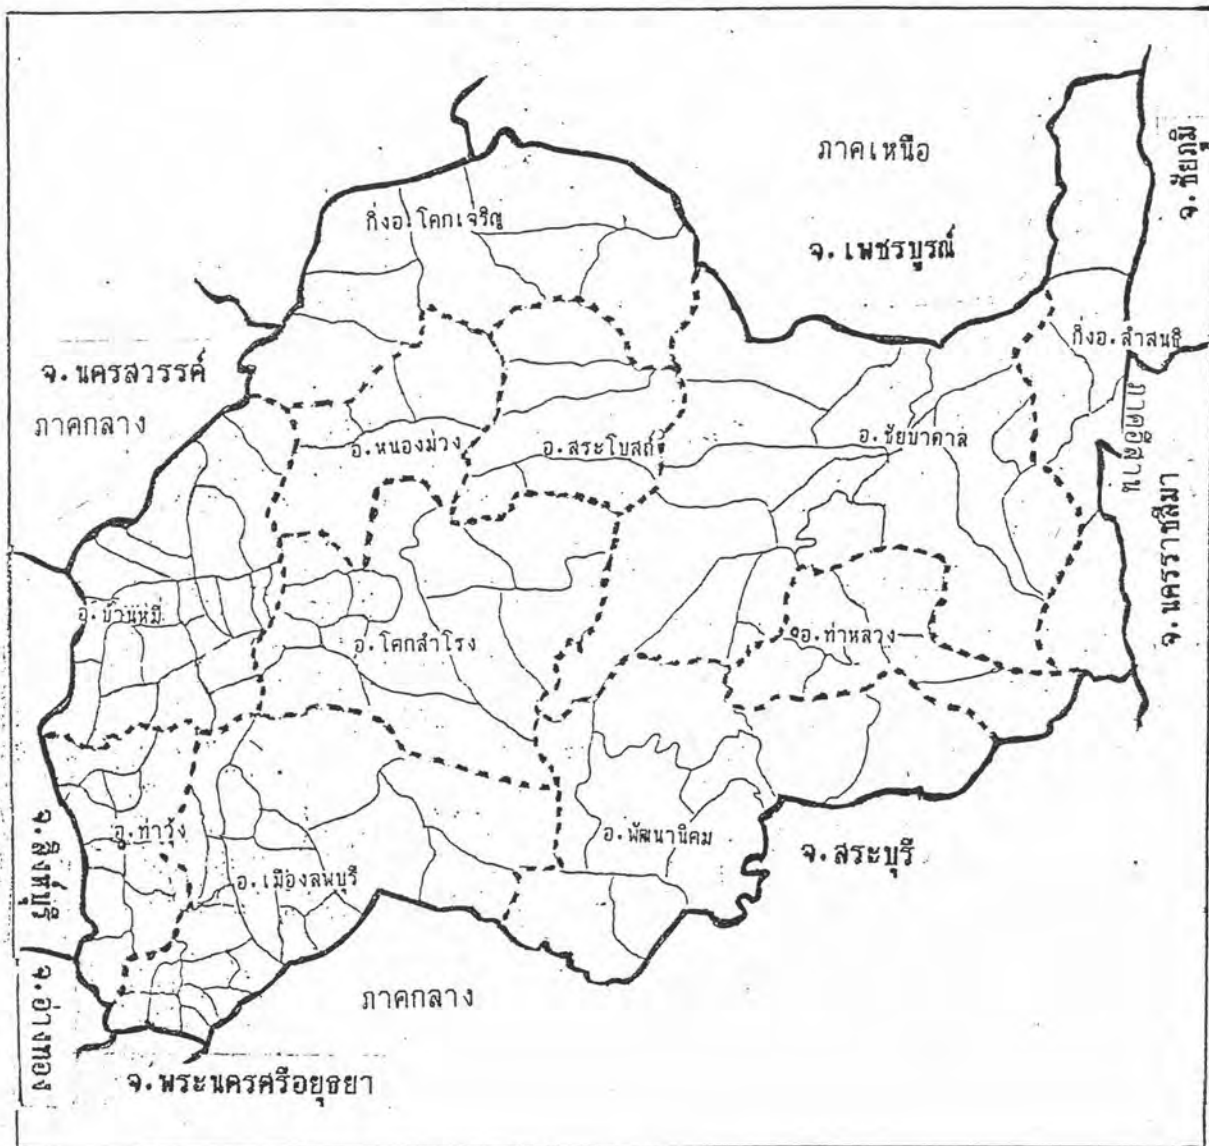 ภาคเหนือ
จ.ชัยภูมิ
กิ่งอ.โคกเจริญ
จ.เพชรบูรณ์
กิ่งอ.ลำสนธิ
จ.นครสวรรค์
ภาคกลาง
ภาคอีสาน
อ.หนองม่วง
อ.สระโบสถ์
อ.ชัยบาดาล
จ.นครราชสีมา
อ.บ้านหมี่
อ.โคกสำโรง
อ.ท่าหลวง
อ.ท่าวุ้ง
อ.พัฒนานิคม
จ.สระบุรี
จ.สิงห์บุรี
อ.เมืองลพบุรี
จ.อ่างทอง
ภาคกลาง
จ.พระนครศรีอยุธยา